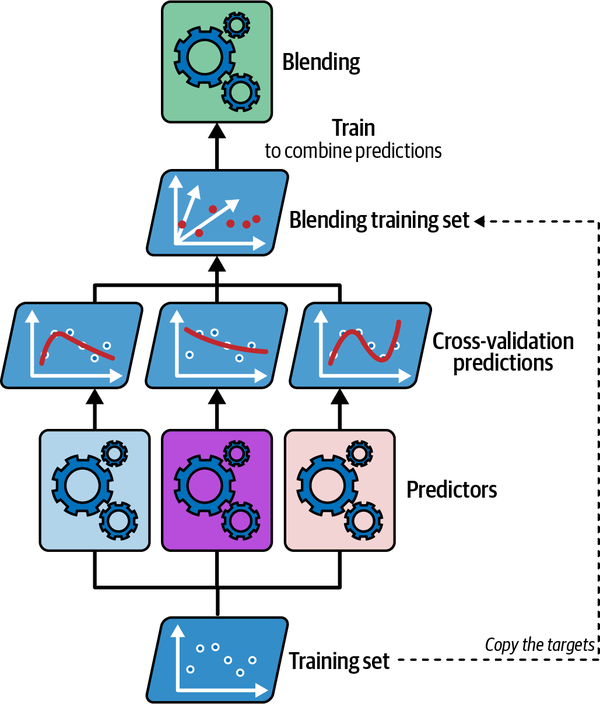 Blending
Train
to combine predictions
Blending training set
Cross-validation
predictions
Predictors
Copy the targets
Training set